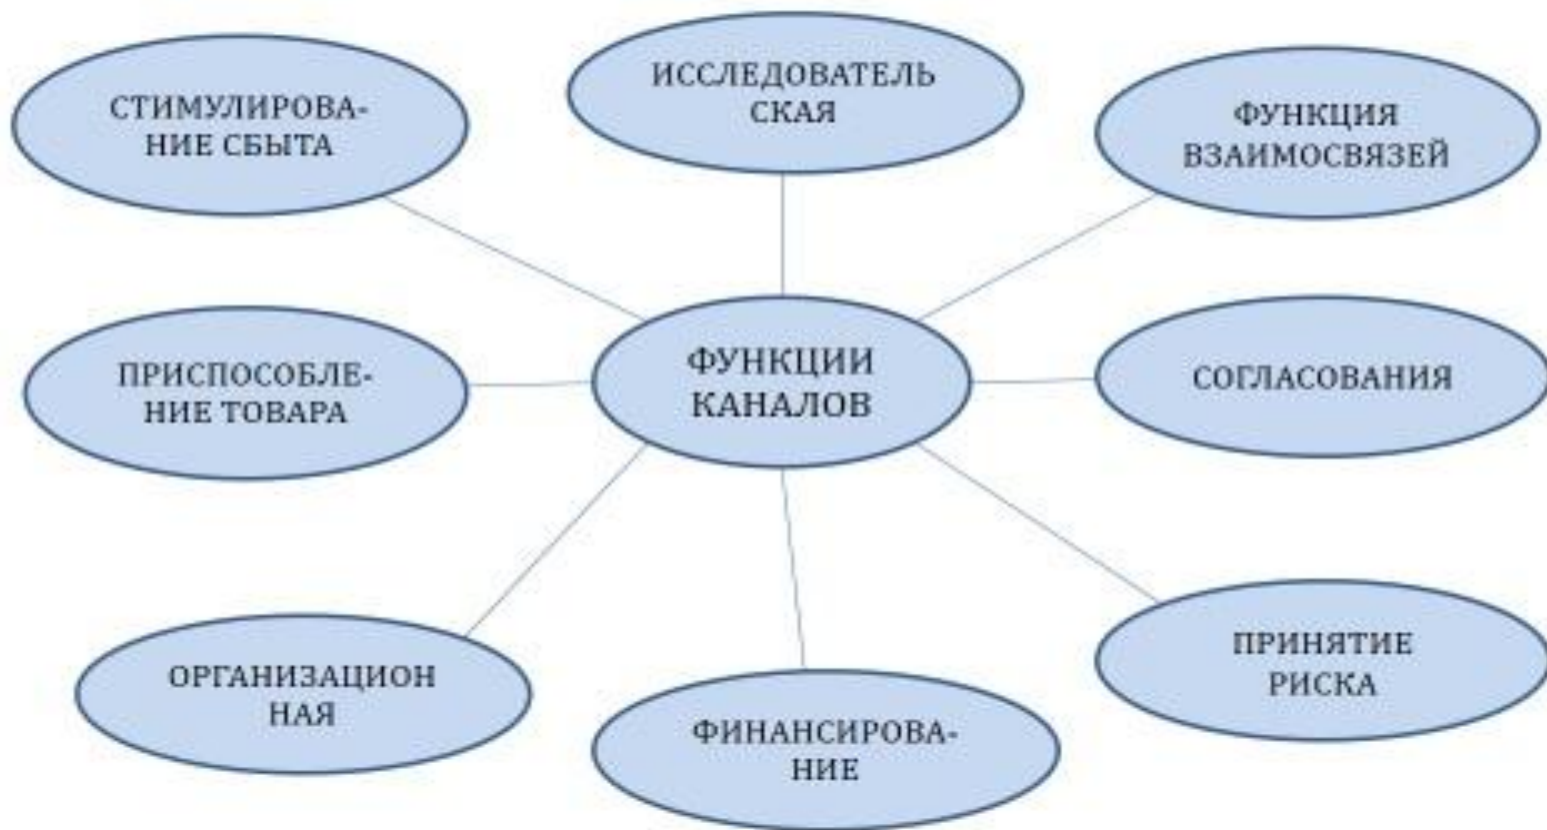 СТИМУЛИРОВА-
НИЕ СБЫТА
ИССЛЕДОВАТЕЛЬ
СКАЯ
ФУНКЦИЯ
ВЗАИМОСВЯЗЕЙ
ПРИСПОСОБЛЕ-
НИЕ ТОВАРА
ФУНКЦИИ
КАНАЛОВ
СОГЛАСОВАНИЯ
ОРГАНИЗАЦИОН
НАЯ
ФИНАНСИРОВА-
НИЕ
ПРИНЯТИЕ
РИСКА